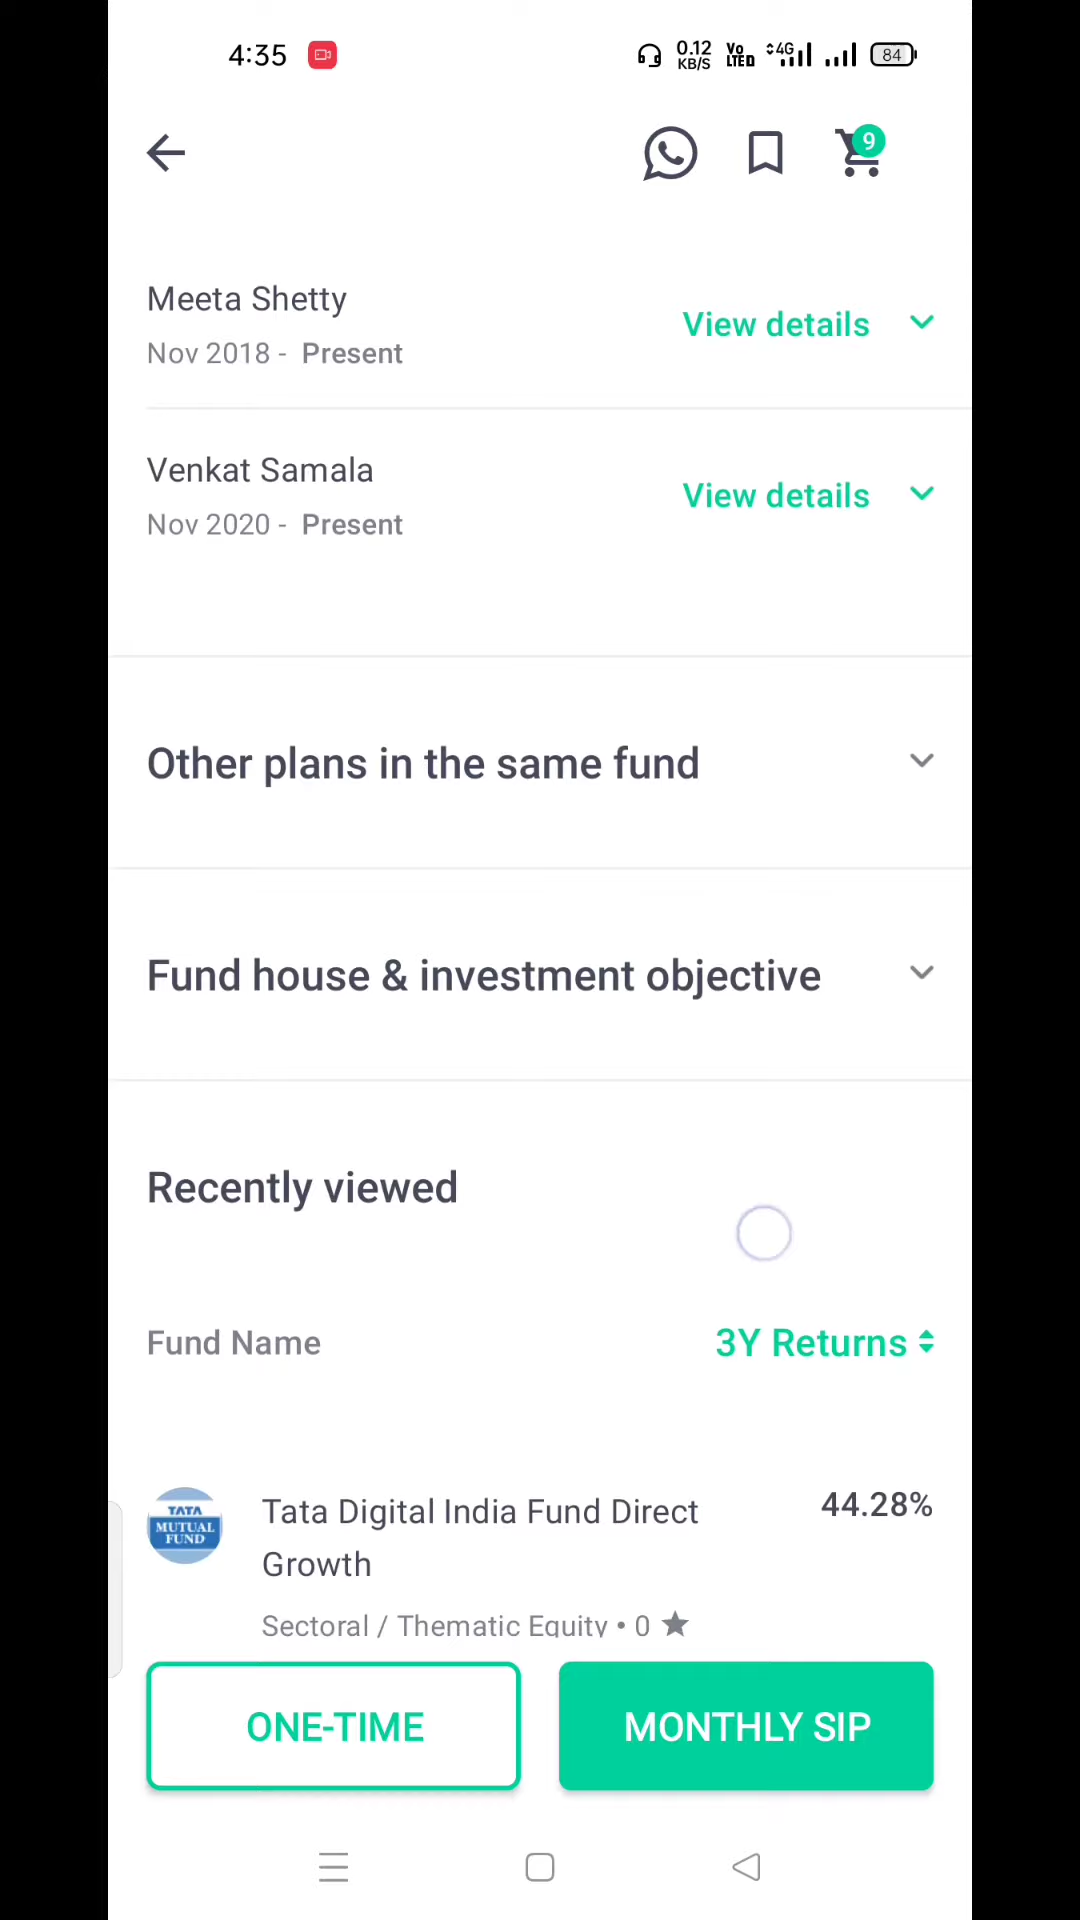 4:35 0.12 KB/S Vo LTED 4G 84
9
Meeta Shetty
Nov 2018 - Present
View details
Venkat Samala
Nov 2020 - Present
View details
Other plans in the same fund
Fund house & investment objective
Recently viewed
Fund Name 3Y Returns
TATA
MUTUAL
FUND
Tata Digital India Fund Direct 44.28%
Growth
Sectoral / Thematic Equity • 0 ★
ONE-TIME MONTHLY SIP